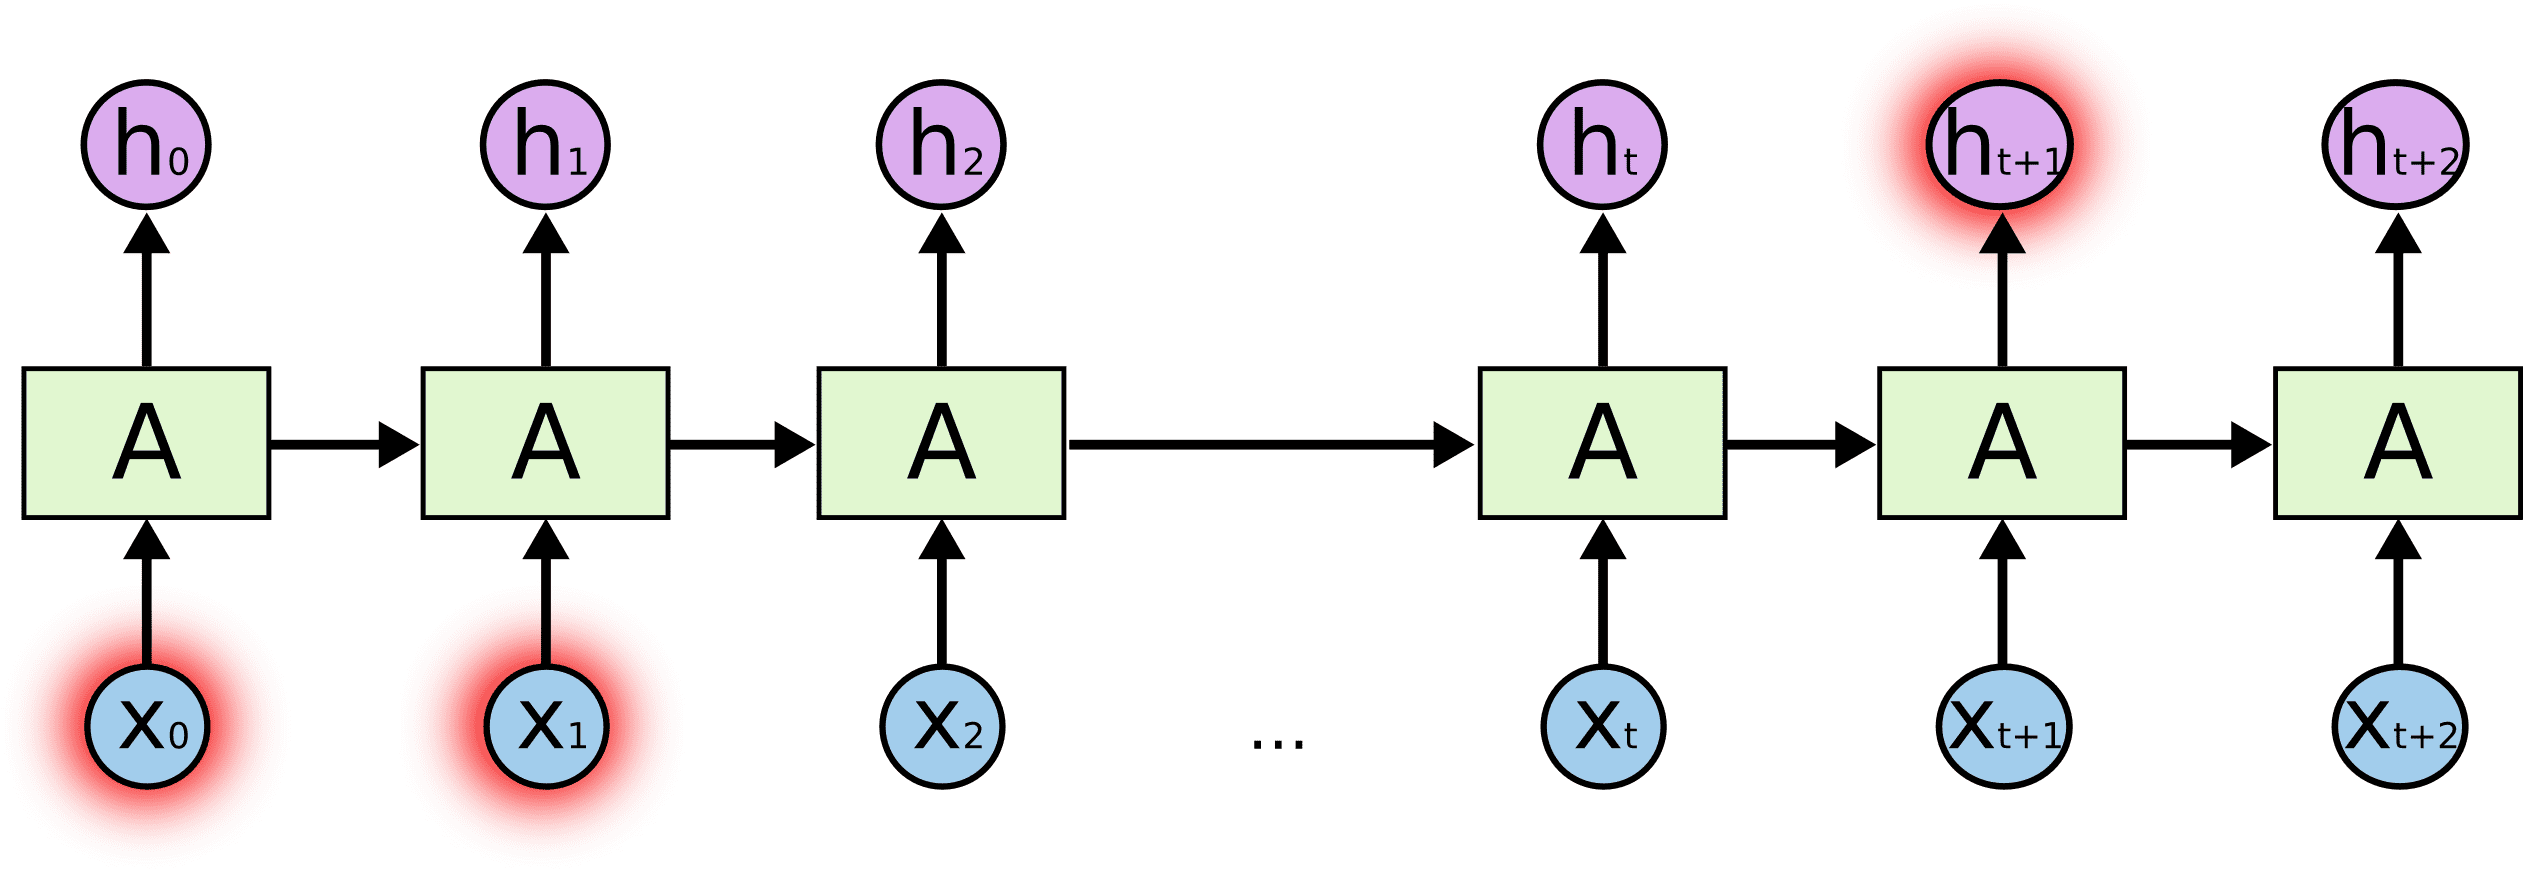 h0 h1 h2 ht ht+1 ht+2
A A A A A A
x0 x1 x2 ... xt xt+1 xt+2